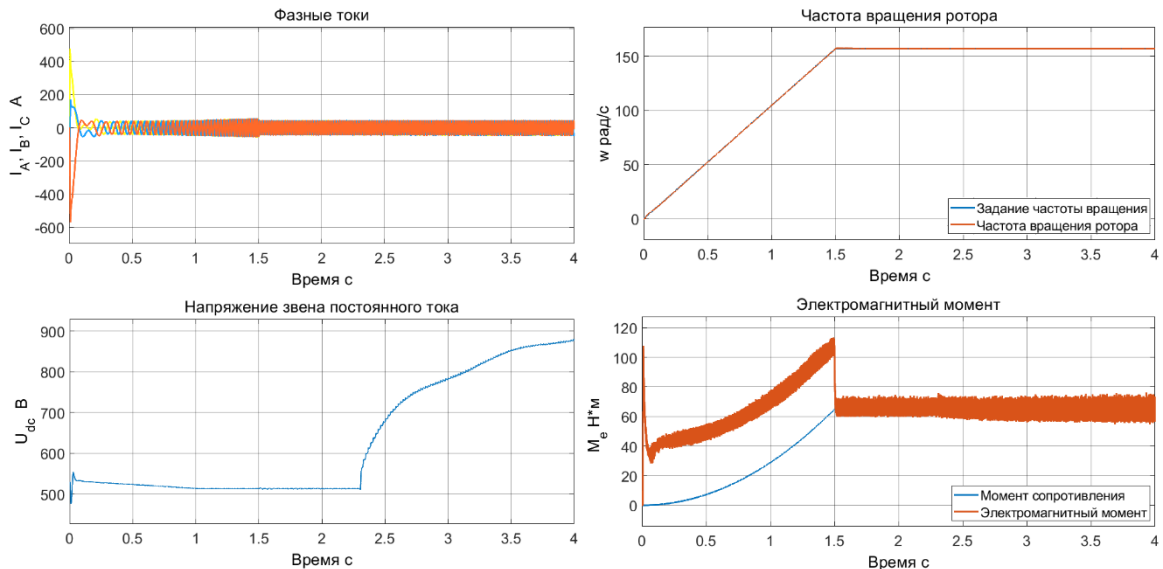 Фазные токи
600
400
200
0
-200
-400
-600
I_A, I_B, I_C А
0 0.5 1 1.5 2 2.5 3 3.5 4
Время с
Частота вращения ротора
150
100
50
0
w рад/с
Задание частоты вращения
Частота вращения ротора
0 0.5 1 1.5 2 2.5 3 3.5 4
Время с
Напряжение звена постоянного тока
900
800
700
600
500
U_dc В
0 0.5 1 1.5 2 2.5 3 3.5 4
Время с
Электромагнитный момент
120
100
80
60
40
20
0
M_e Н*м
Момент сопротивления
Электромагнитный момент
0 0.5 1 1.5 2 2.5 3 3.5 4
Время с